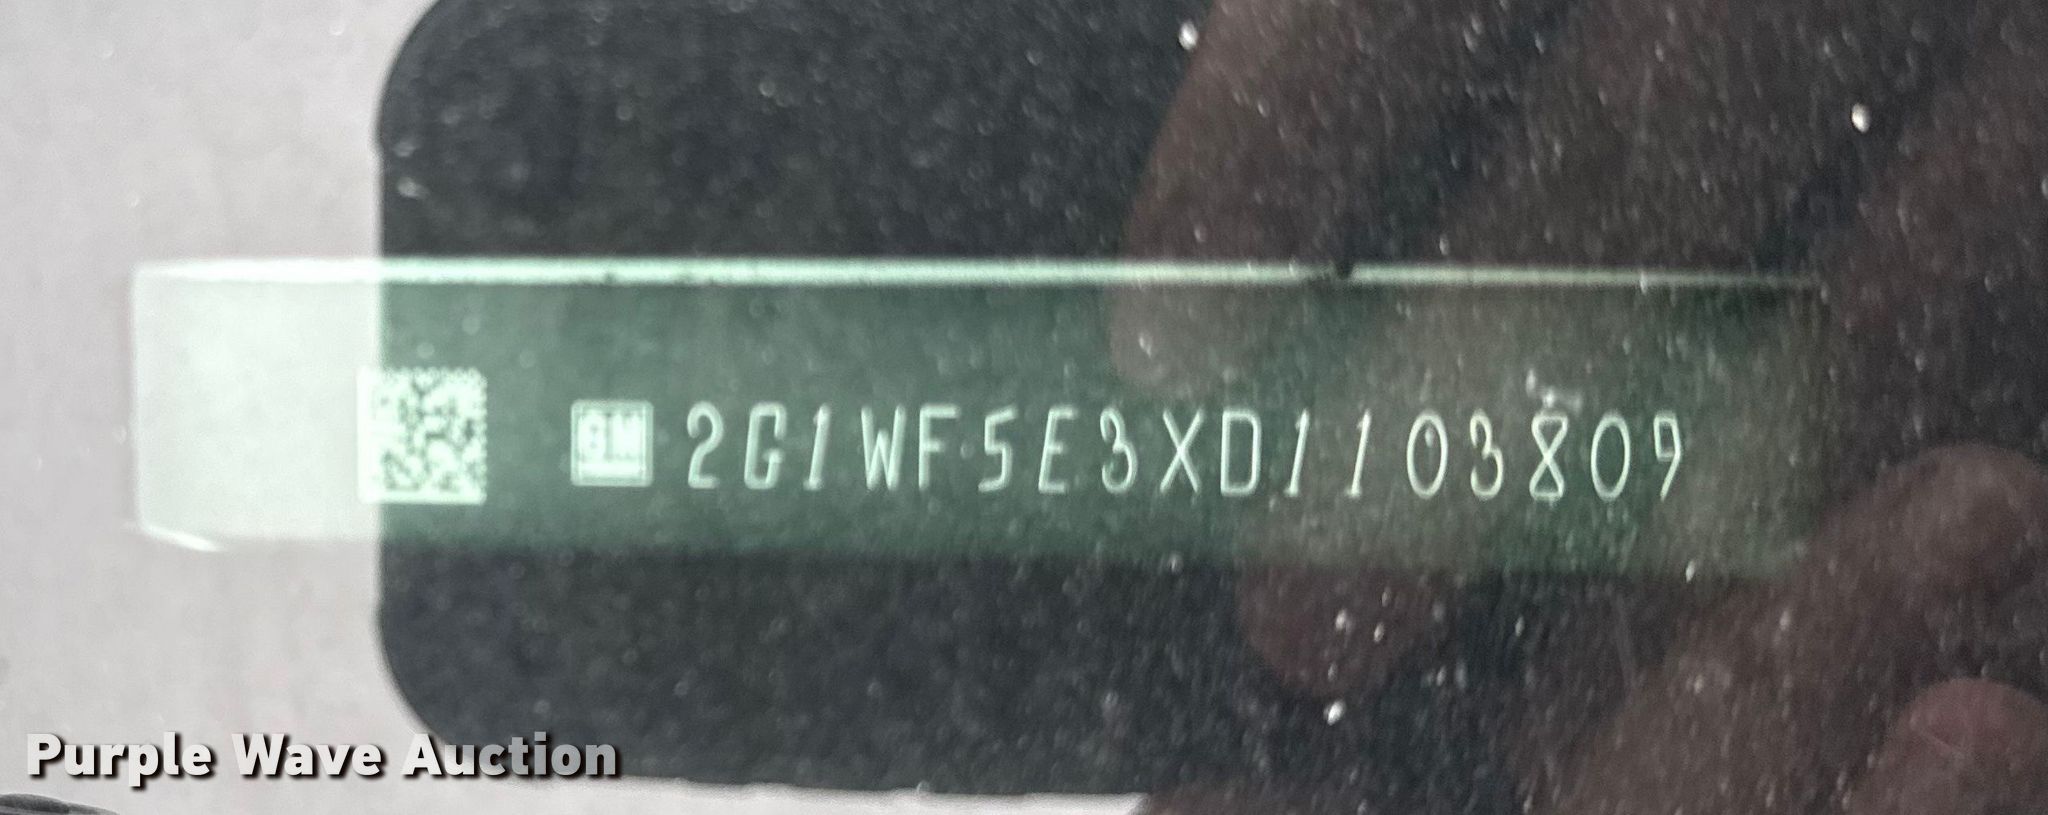 GM 2G1WF5E3XD1103809
Purple Wave Auction